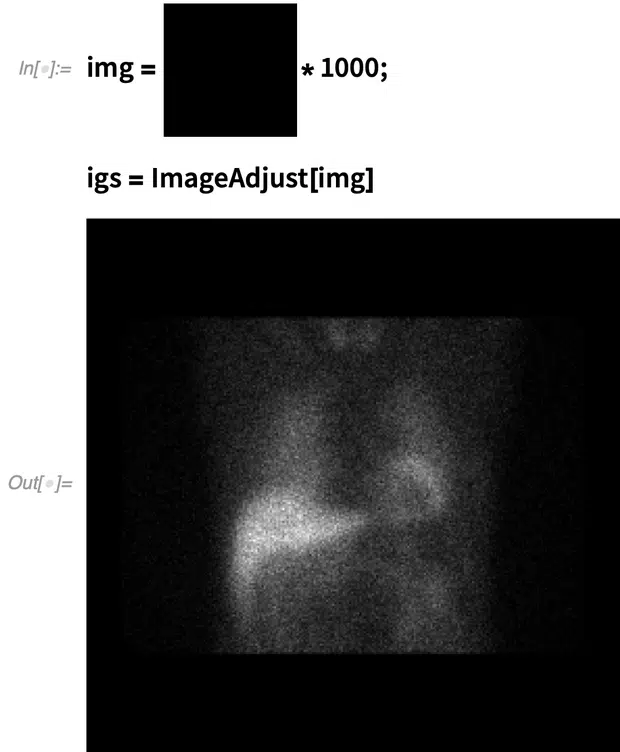 In[•]:= img = * 1000;
igs = ImageAdjust[img]
Out[•]=